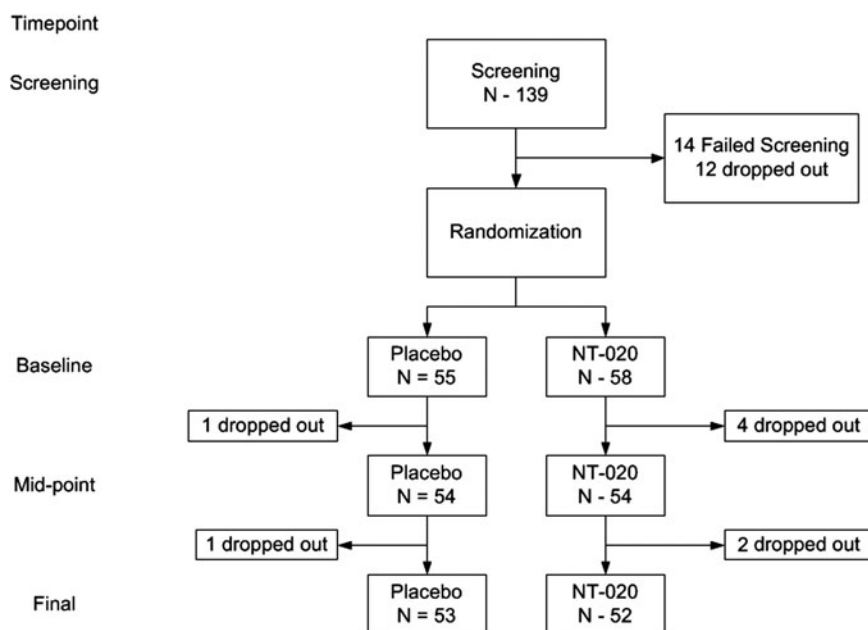 Timepoint
Screening
Screening
N - 139
14 Failed Screening
12 dropped out
Randomization
Baseline
Placebo
N = 55
NT-020
N - 58
1 dropped out
4 dropped out
Mid-point
Placebo
N = 54
NT-020
N - 54
1 dropped out
2 dropped out
Final
Placebo
N = 53
NT-020
N - 52